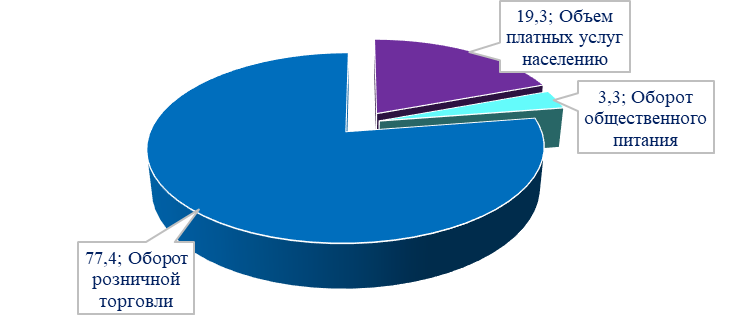 19,3; Объем
платных услуг
населению
3,3; Оборот
общественного
питания
77,4; Оборот
розничной
торговли